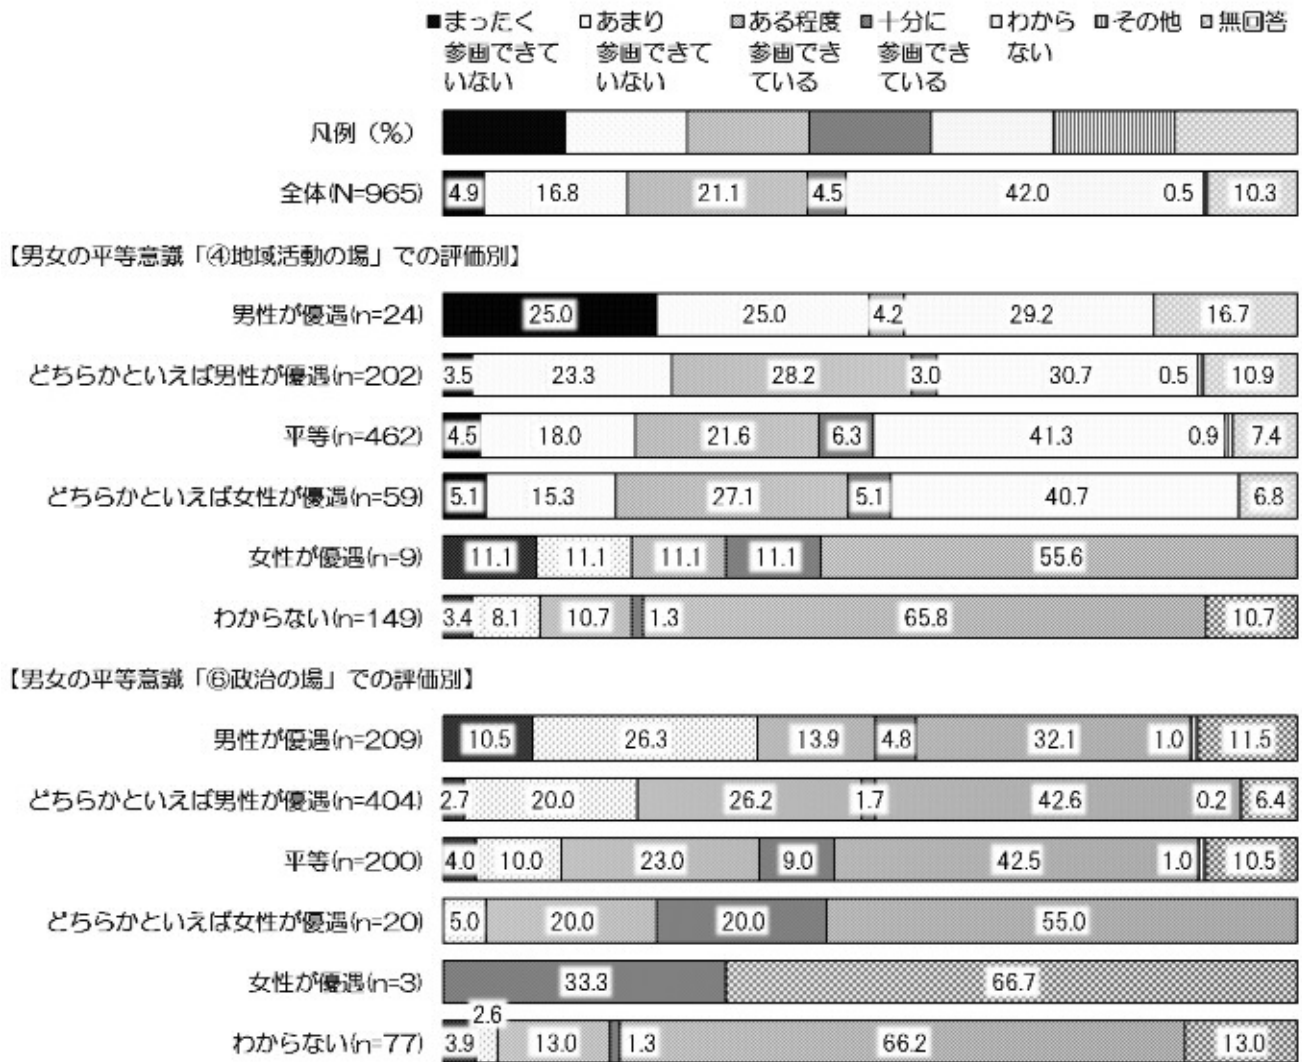 ■まったく □あまり ■ある程度 ■十分に □わから ■その他 ■無回答
参画できて 参画できて 参画でき 参画でき ない
いない いない ている ている
凡例（%）
全体(N=965) 4.9 16.8 21.1 4.5 42.0 0.5 10.3
【男女の平等意識「④地域活動の場」での評価別】
男性が優遇(n=24) 25.0 25.0 4.2 29.2 16.7
どちらかといえば男性が優遇(n=202) 3.5 23.3 28.2 3.0 30.7 0.5 10.9
平等(n=462) 4.5 18.0 21.6 6.3 41.3 0.9 7.4
どちらかといえば女性が優遇(n=59) 5.1 15.3 27.1 5.1 40.7 6.8
女性が優遇(n=9) 11.1 11.1 11.1 11.1 55.6
わからない(n=149) 3.4 8.1 10.7 1.3 65.8 10.7
【男女の平等意識「⑥政治の場」での評価別】
男性が優遇(n=209) 10.5 26.3 13.9 4.8 32.1 1.0 11.5
どちらかといえば男性が優遇(n=404) 2.7 20.0 26.2 1.7 42.6 0.2 6.4
平等(n=200) 4.0 10.0 23.0 9.0 42.5 1.0 10.5
どちらかといえば女性が優遇(n=20) 5.0 20.0 20.0 55.0
女性が優遇(n=3) 33.3 66.7
わからない(n=77) 3.9 2.6 13.0 1.3 66.2 13.0